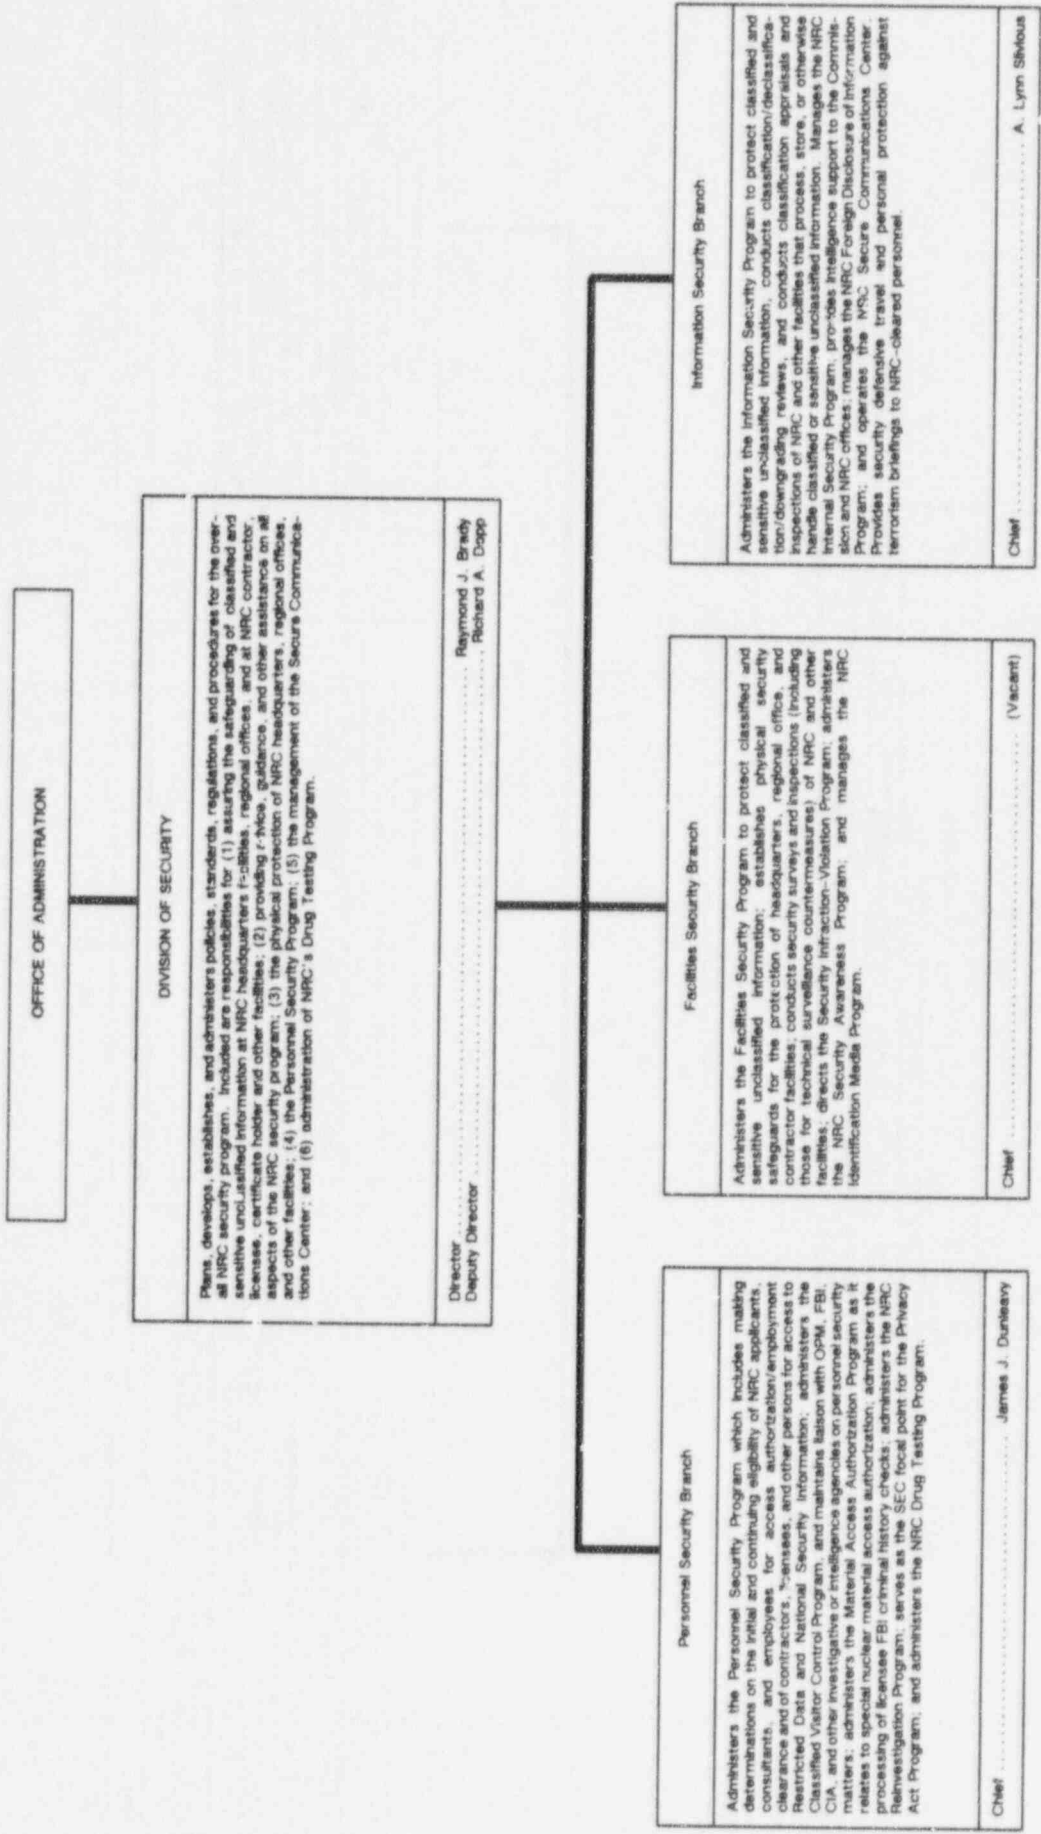 OFFICE OF ADMINISTRATION
DIVISION OF SECURITY
Plans, develops, establishes, and administers policies, standards, regulations, and procedures for the over-
all NRC security program. Included are responsibilities for (1) assuring the safeguarding of classified and
sensitive unclassified information at NRC headquarters facilities, regional offices, and at NRC contractor,
licensee, certificate holder and other facilities; (2) providing advice, guidance, and other assistance on all
aspects of the NRC security program; (3) the physical protection of NRC headquarters, regional offices,
and other facilities; (4) the Personnel Security Program; (5) the management of the Secure Communica-
tions Center; and (6) administration of NRC's Drug Testing Program.
Director .......... Raymond J. Brady
Deputy Director .......... Richard A. Dopp
Personnel Security Branch
Administers the Personnel Security Program which includes making
determinations on the initial and continuing eligibility of NRC applicants,
consultants, and employees for access authorization/employment
clearance and of contractors, licensees, and other persons for access to
Restricted Data and National Security Information; administers the
Classified Visitor Control Program, and maintains liaison with OPM, FBI,
CIA, and other investigative or intelligence agencies on personnel security
matters; administers the Material Access Authorization Program as it
relates to special nuclear material access authorization; administers the
processing of licensee FBI criminal history checks; administers the NRC
Reinvestigation Program; serves as the SEC focal point for the Privacy
Act Program; and administers the NRC Drug Testing Program.
Chief .......... James J. Dunleavy
Facilities Security Branch
Administers the Facilities Security Program to protect classified and
sensitive unclassified information; establishes physical security
safeguards for the protection of headquarters, regional office, and
contractor facilities; conducts security surveys and inspections (including
those for technical surveillance countermeasures) of NRC and other
facilities, directs the Security Infraction-Violation Program; administers
the NRC Security Awareness Program; and manages the NRC
Identification Media Program.
Chief .......... (Vacant)
Information Security Branch
Administers the Information Security Program to protect classified and
sensitive unclassified information, conducts classification/declassifica-
tion/downgrading reviews, and conducts classification appraisals and
inspections of NRC and other facilities that process, store, or otherwise
handle classified or sensitive unclassified information. Manages the NRC
Internal Security Program, provides intelligence support to the Commis-
sion and NRC offices; manages the NRC Foreign Disclosure of Information
Program; and operates the NRC Secure Communications Center.
Provides security defensive travel and personal protection against
terrorism briefings to NRC-cleared personnel.
Chief .......... A. Lynn Silvious